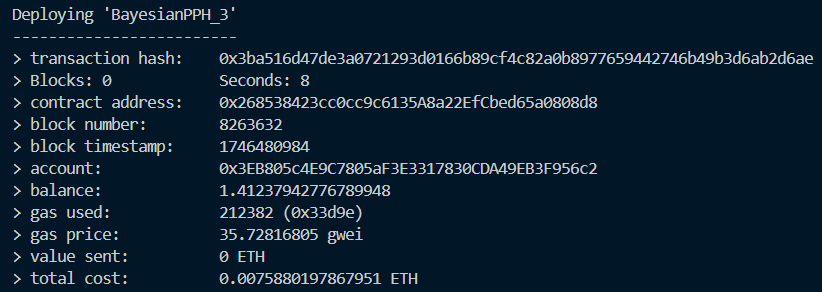 Deploying 'BayesianPPH_3'
-------------------------
> transaction hash:    0x3ba516d47de3a0721293d0166b89cf4c82a0b8977659442746b49b3d6ab2d6ae
> Blocks: 0            Seconds: 8
> contract address:    0x268538423cc0cc9c6135A8a22EfCbed65a0808d8
> block number:        8263632
> block timestamp:     1746480984
> account:             0x3EB805c4E9C7805aF3E3317830CDA49EB3F956c2
> balance:             1.41237942776789948
> gas used:            212382 (0x33d9e)
> gas price:           35.72816805 gwei
> value sent:          0 ETH
> total cost:          0.0075880197867951 ETH